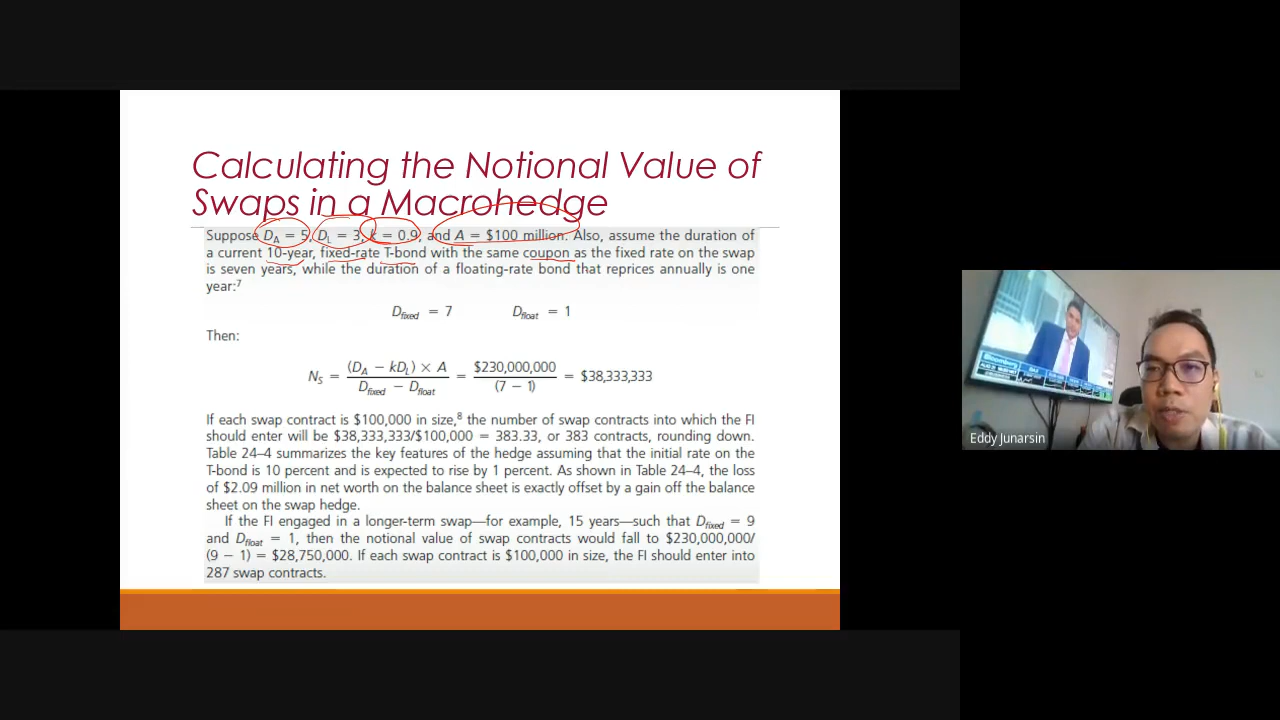 Calculating the Notional Value of
Swaps in a Macrohedge
Suppose D_A = 5, D_L = 3, k = 0.9, and A = $100 million. Also, assume the duration of
a current 10-year, fixed-rate T-bond with the same coupon as the fixed rate on the swap
is seven years, while the duration of a floating-rate bond that reprices annually is one
year:⁷
D_fixed = 7 D_float = 1
Then:
N_S = (D_A − kD_L) × A / D_fixed − D_float = $230,000,000 / (7 − 1) = $38,333,333
If each swap contract is $100,000 in size,⁸ the number of swap contracts into which the FI
should enter will be $38,333,333/$100,000 = 383.33, or 383 contracts, rounding down.
Table 24–4 summarizes the key features of the hedge assuming that the initial rate on the
T-bond is 10 percent and is expected to rise by 1 percent. As shown in Table 24–4, the loss
of $2.09 million in net worth on the balance sheet is exactly offset by a gain off the balance
sheet on the swap hedge.
If the FI engaged in a longer-term swap—for example, 15 years—such that D_fixed = 9
and D_float = 1, then the notional value of swap contracts would fall to $230,000,000/
(9 − 1) = $28,750,000. If each swap contract is $100,000 in size, the FI should enter into
287 swap contracts.
Bloomberg
Eddy Junarsin